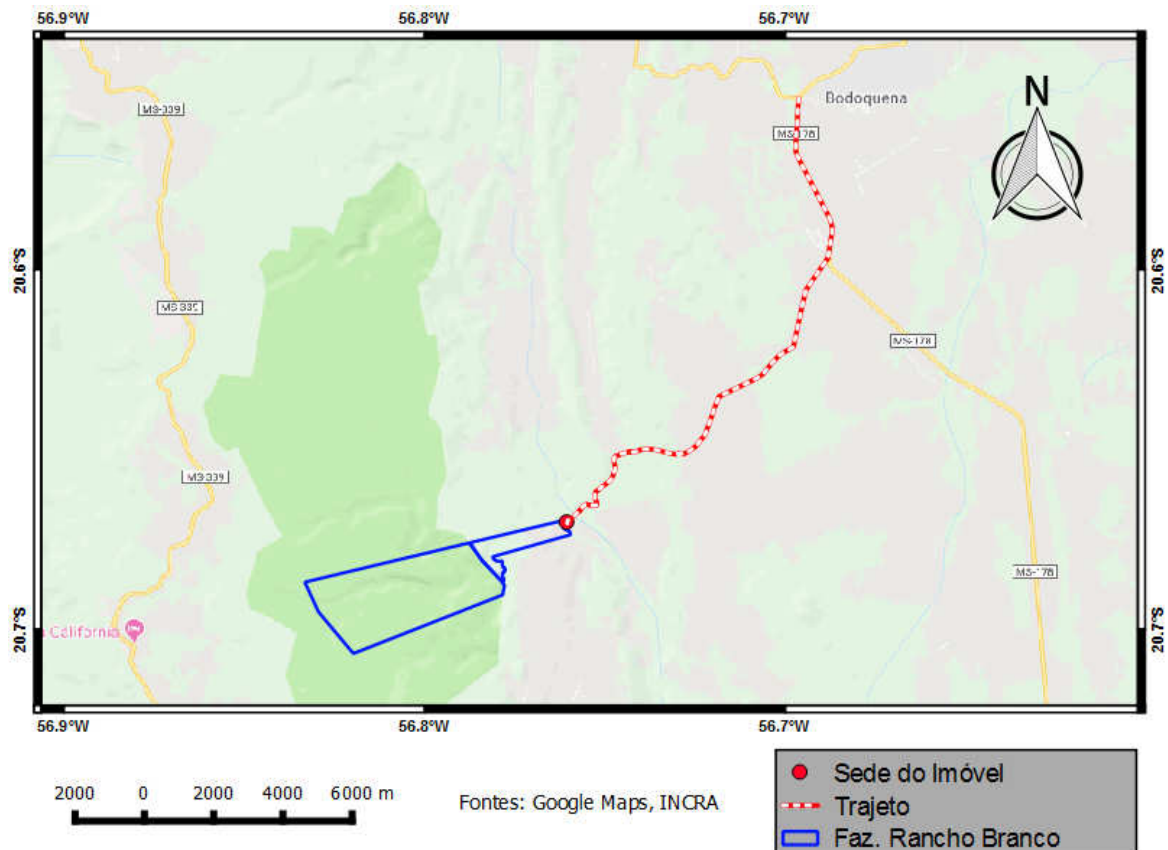 56.9°W 56.8°W 56.7°W
MS-339
Bodoquena
MS-178
N
20.6°S 20.6°S
MS-339
MS-178
MS-339
MS-178
20.7°S 20.7°S
a California
56.9°W 56.8°W 56.7°W
2000 0 2000 4000 6000 m
Fontes: Google Maps, INCRA
Sede do Imóvel
Trajeto
Faz. Rancho Branco